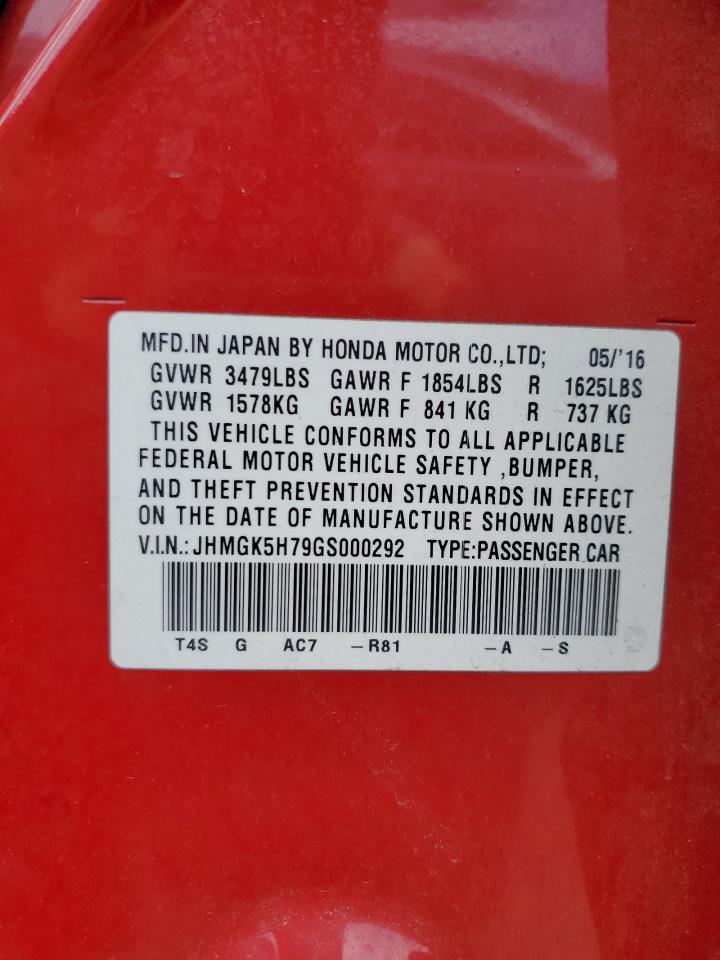 MFD.IN JAPAN BY HONDA MOTOR CO.,LTD; 05/'16
GVWR 3479LBS GAWR F 1854LBS R 1625LBS
GVWR 1578KG GAWR F 841 KG R 737 KG
THIS VEHICLE CONFORMS TO ALL APPLICABLE
FEDERAL MOTOR VEHICLE SAFETY ,BUMPER,
AND THEFT PREVENTION STANDARDS IN EFFECT
ON THE DATE OF MANUFACTURE SHOWN ABOVE.
V.I.N.: JHMGK5H79GS000292 TYPE:PASSENGER CAR
T4S G AC7 –R81 –A –S